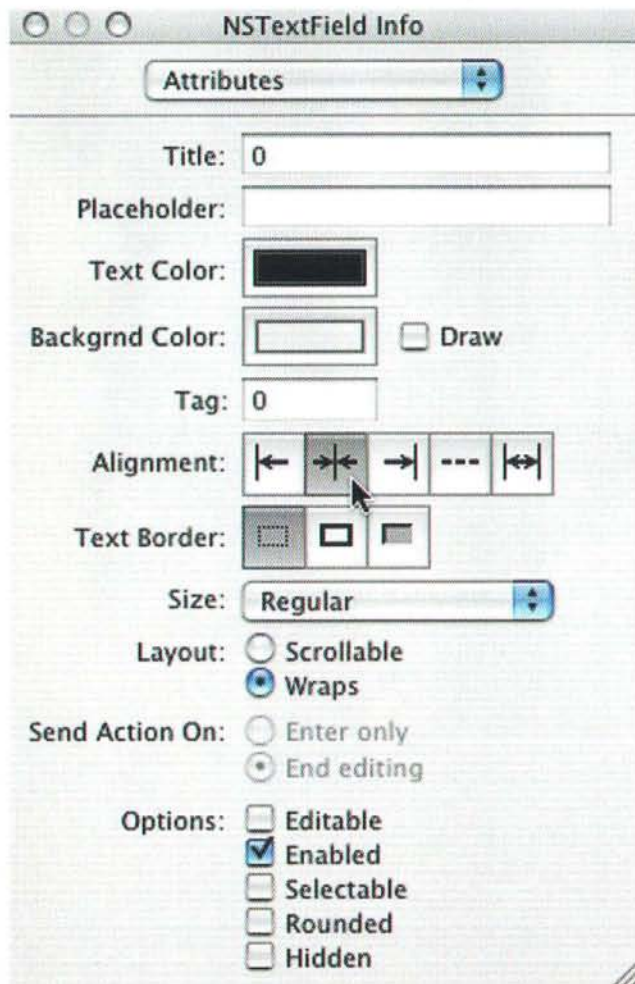 NSTextField Info
Attributes
Title: 0
Placeholder:
Text Color:
Backgrnd Color: Draw
Tag: 0
Alignment:
Text Border:
Size: Regular
Layout: Scrollable
Wraps
Send Action On: Enter only
End editing
Options: Editable
Enabled
Selectable
Rounded
Hidden